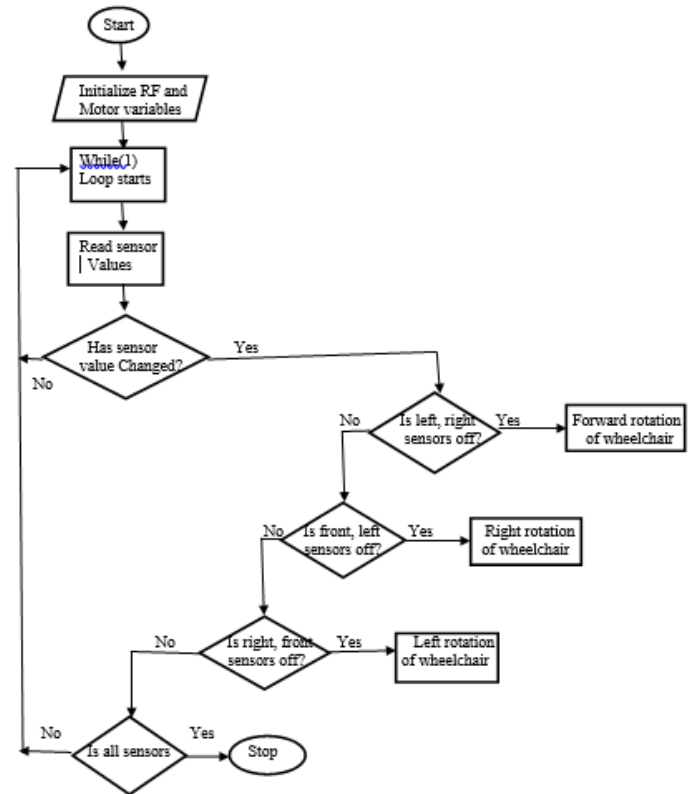 Start
Initialize RF and
Motor variables
While(1)
Loop starts
Read sensor
Values
Has sensor
value Changed?
Yes
No
Is left, right
sensors off?
No
Yes
Forward rotation
of wheelchair
Is front, left
sensors off?
No
Yes
Right rotation
of wheelchair
Is right, front
sensors off?
No
Yes
Left rotation
of wheelchair
Is all sensors
No
Yes
Stop